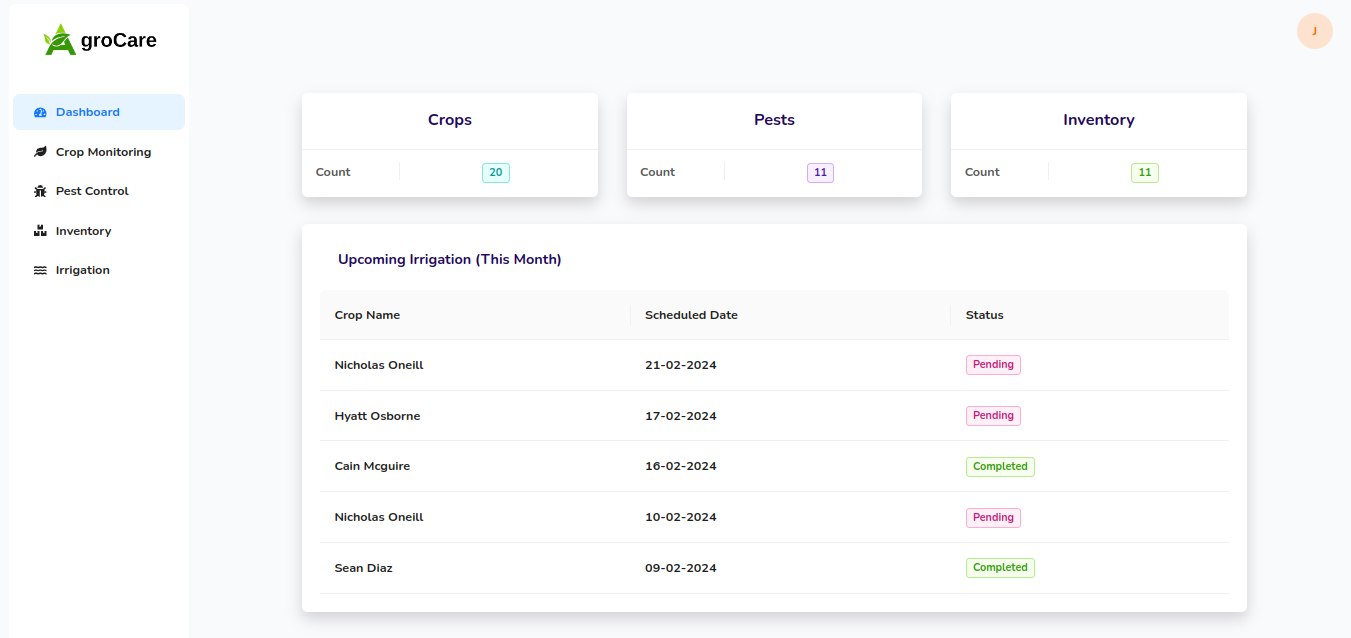 AgroCare
J
Dashboard
Crop Monitoring
Pest Control
Inventory
Irrigation
Crops
Count 20
Pests
Count 11
Inventory
Count 11
Upcoming Irrigation (This Month)
Crop Name Scheduled Date Status
Nicholas Oneill 21-02-2024 Pending
Hyatt Osborne 17-02-2024 Pending
Cain Mcguire 16-02-2024 Completed
Nicholas Oneill 10-02-2024 Pending
Sean Diaz 09-02-2024 Completed